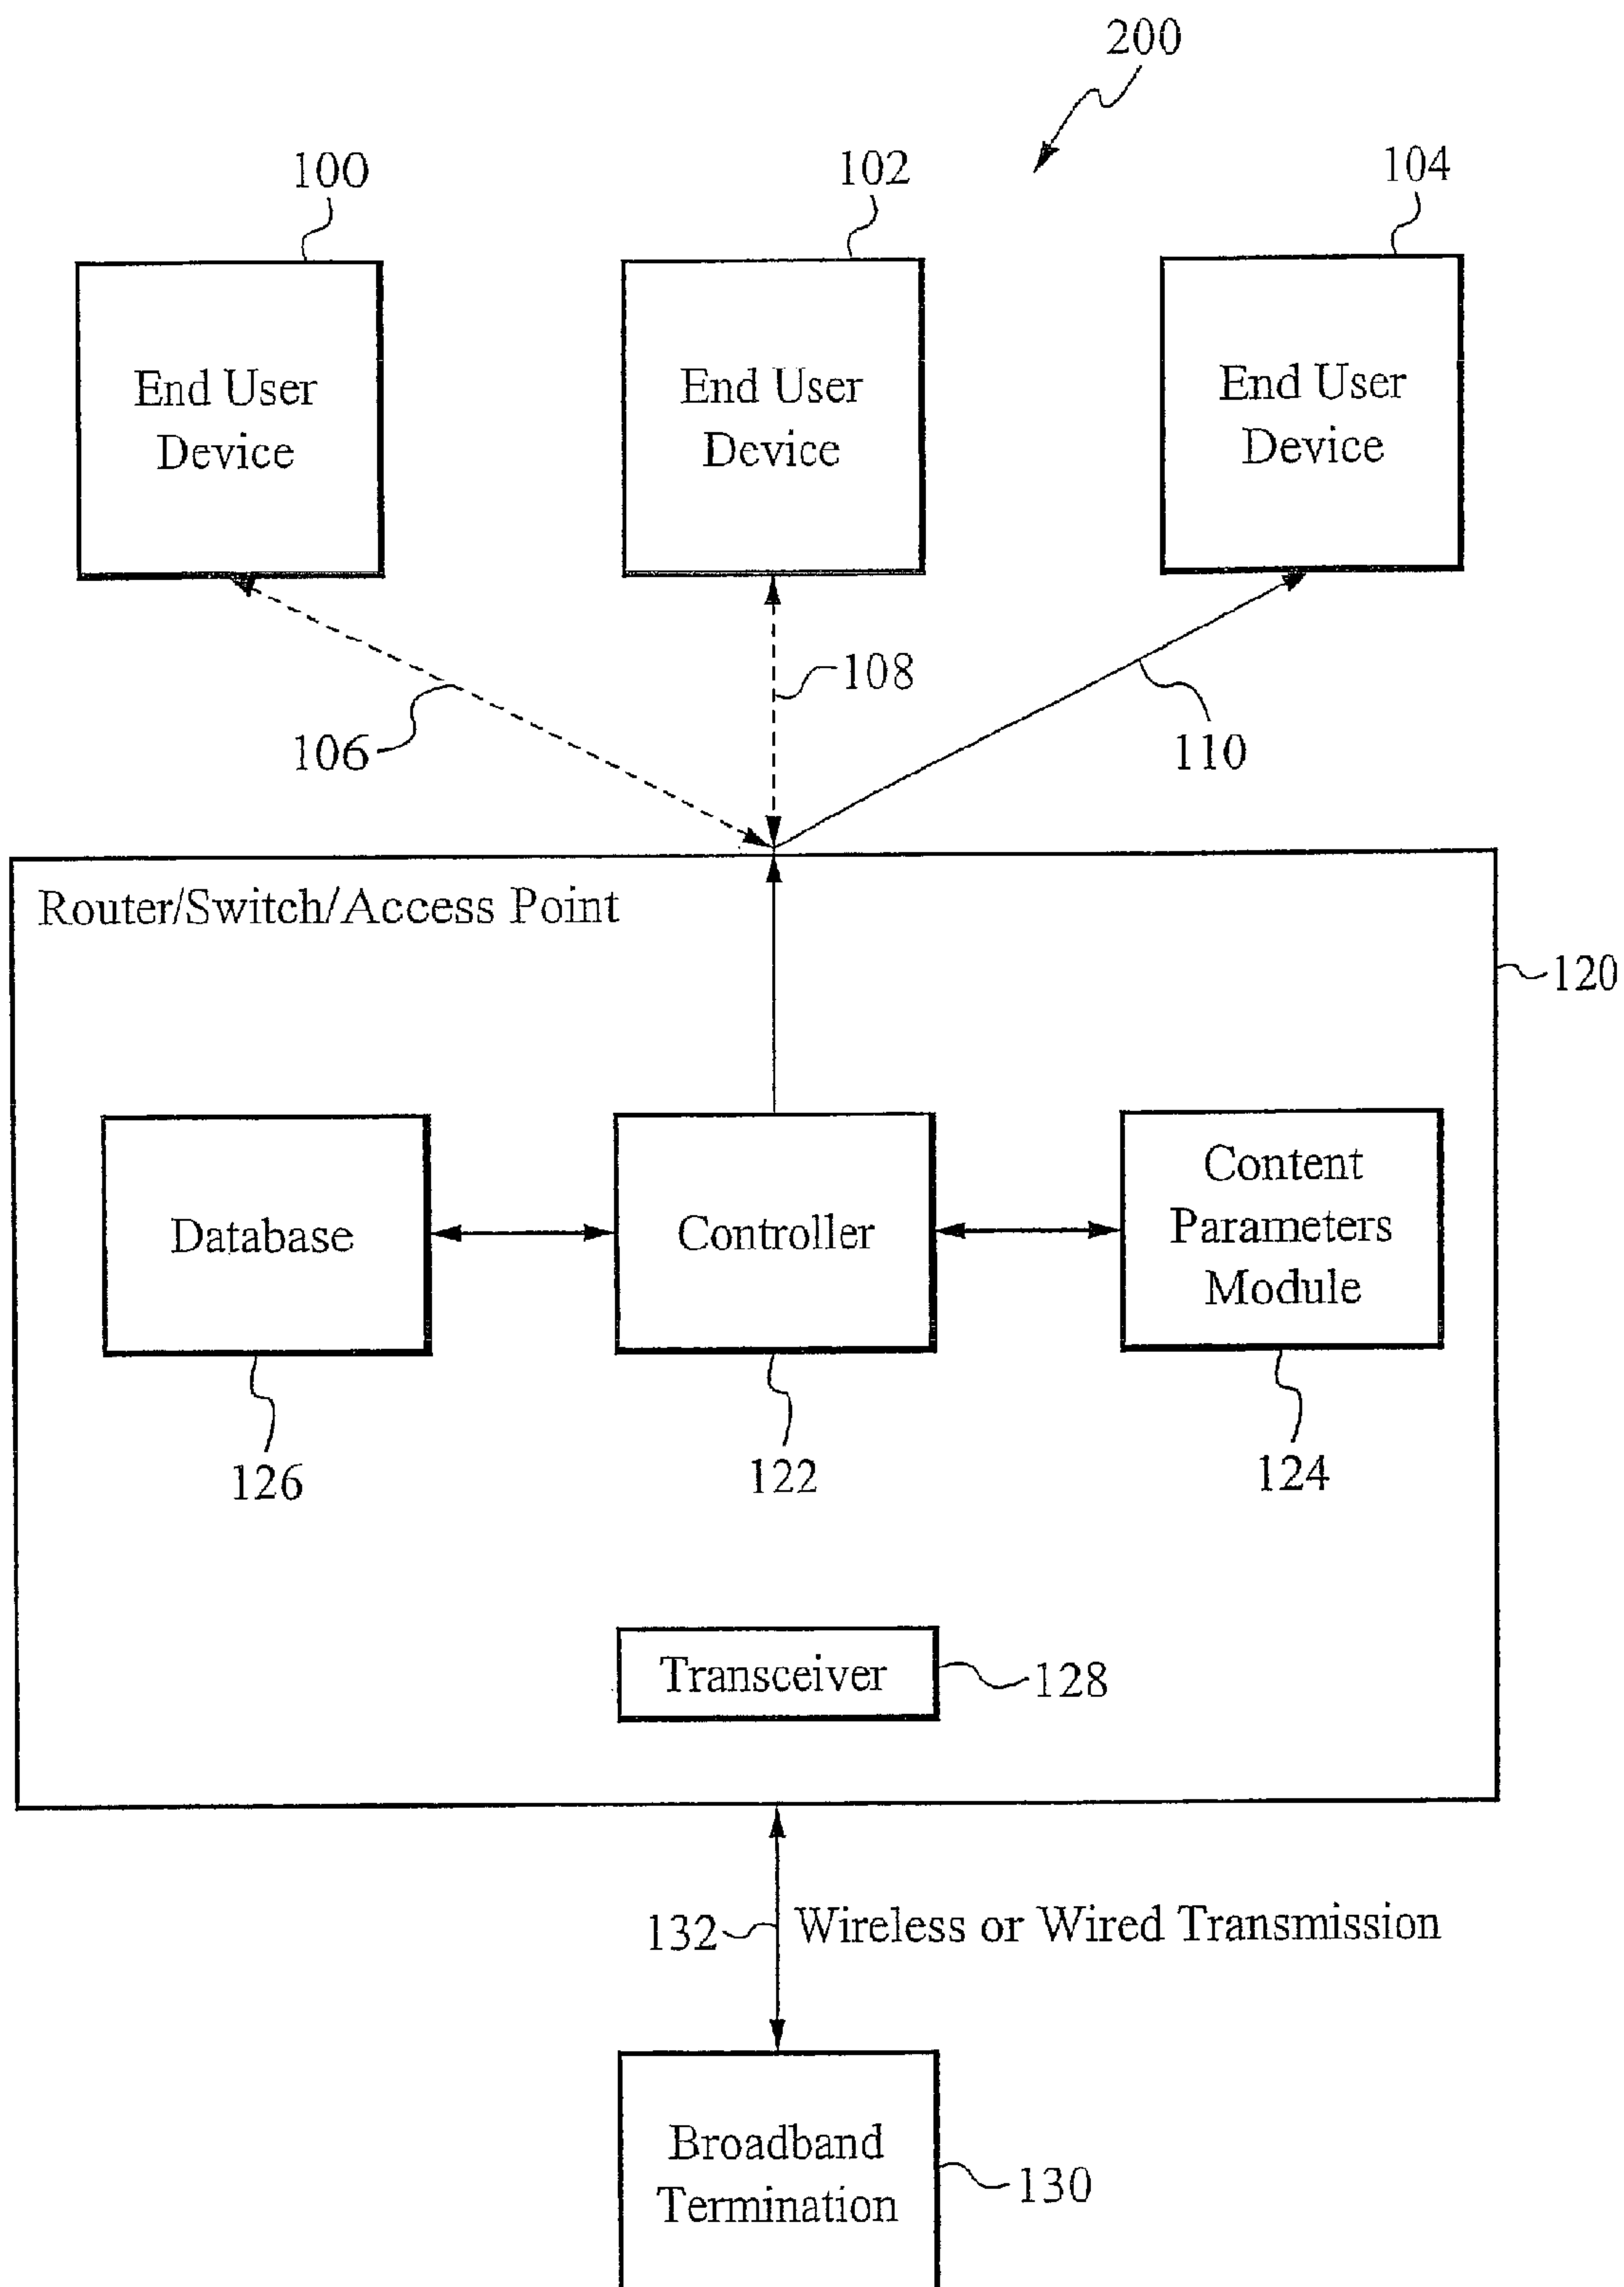 200
100
102
104
End User
Device
End User
Device
End User
Device
108
106
110
Router/Switch/Access Point
120
Database
Controller
Content
Parameters
Module
126
122
124
Transceiver
128
132
Wireless or Wired Transmission
Broadband
Termination
130